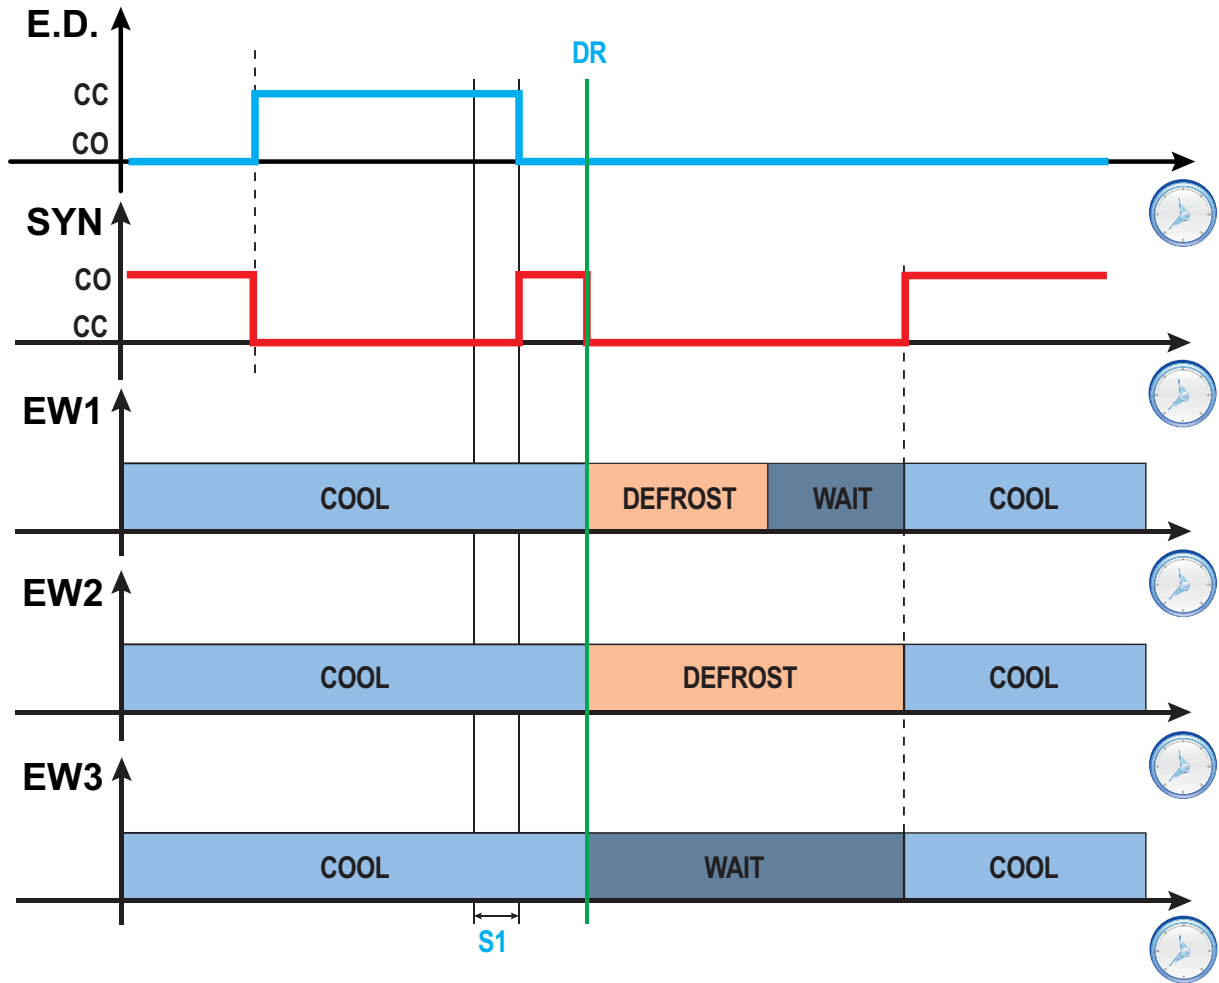 E.D.
DR
CC
CO
SYN
CO
CC
EW1
COOL DEFROST WAIT COOL
EW2
COOL DEFROST COOL
EW3
COOL WAIT COOL
S1